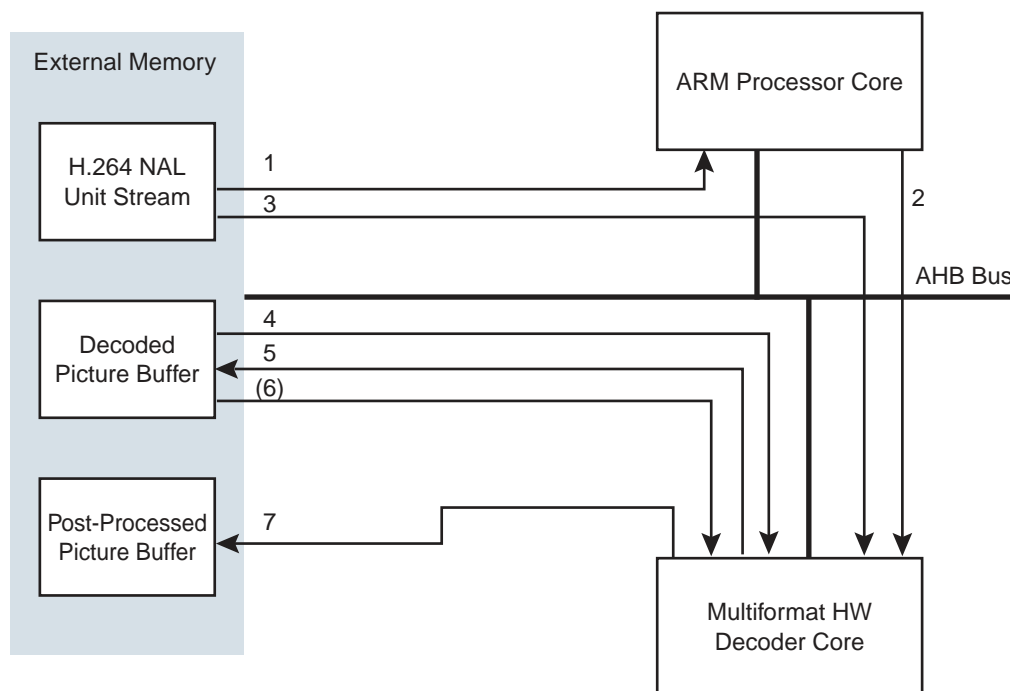 External Memory
ARM Processor Core
H.264 NAL
Unit Stream
1
3
2
AHB Bus
Decoded
Picture Buffer
4
5
(6)
Post-Processed
Picture Buffer
7
Multiformat HW
Decoder Core